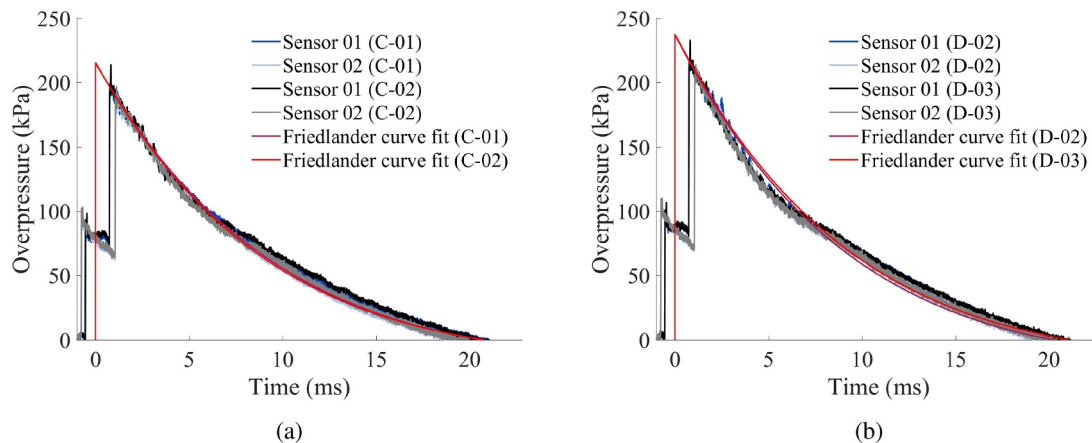 250
200
150
100
50
0
Overpressure (kPa)
Sensor 01 (C-01)
Sensor 02 (C-01)
Sensor 01 (C-02)
Sensor 02 (C-02)
Friedlander curve fit (C-01)
Friedlander curve fit (C-02)
0 5 10 15 20
Time (ms)
(a)
250
200
150
100
50
0
Overpressure (kPa)
Sensor 01 (D-02)
Sensor 02 (D-02)
Sensor 01 (D-03)
Sensor 02 (D-03)
Friedlander curve fit (D-02)
Friedlander curve fit (D-03)
0 5 10 15 20
Time (ms)
(b)